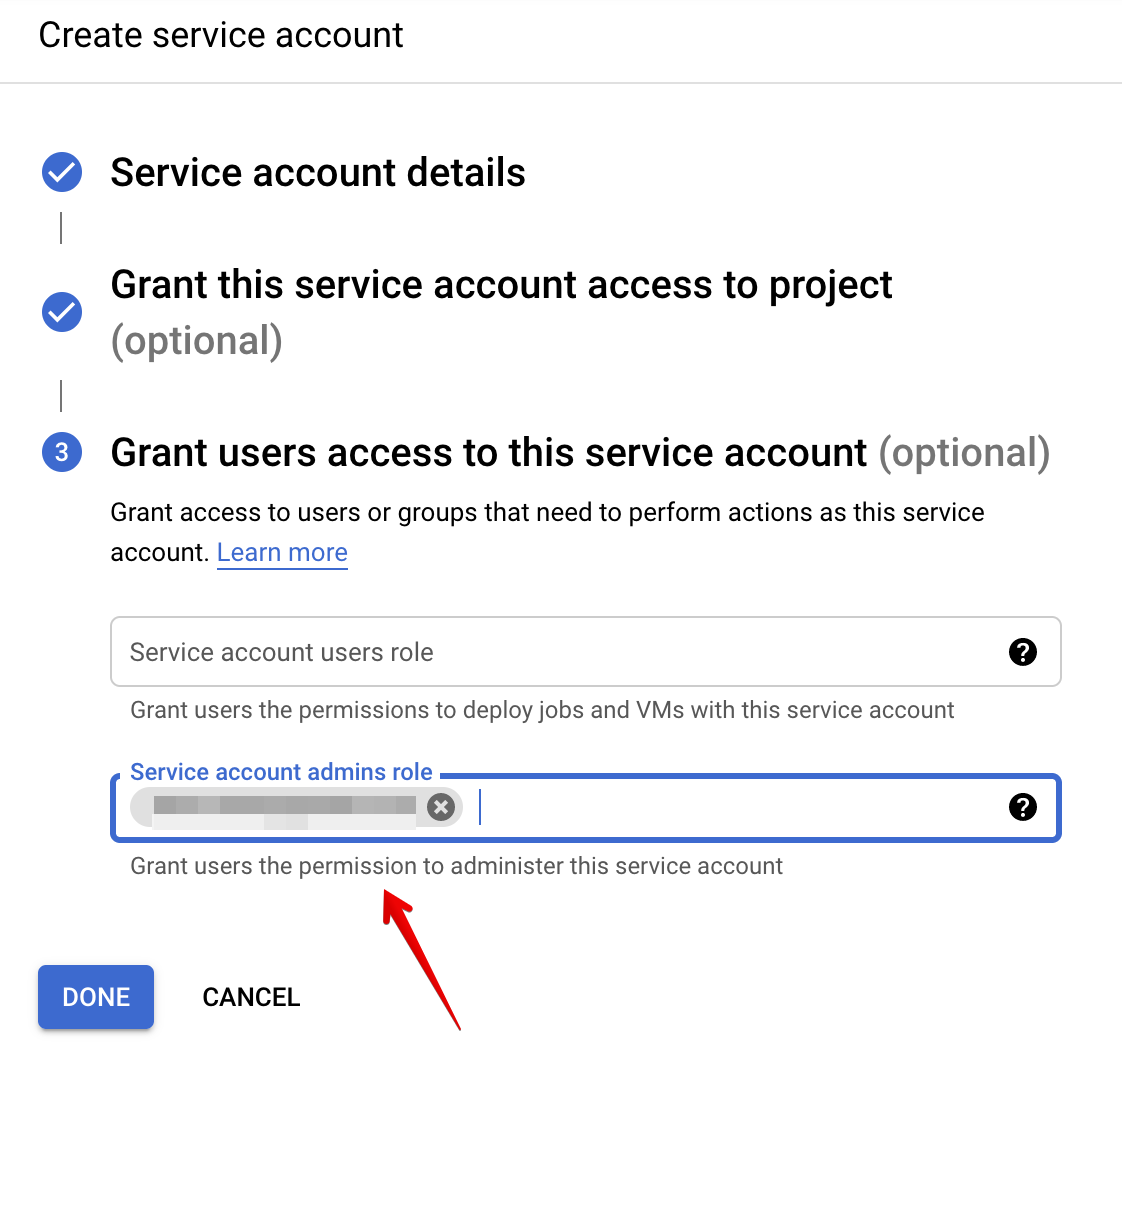 Create service account
Service account details
Grant this service account access to project
(optional)
3
Grant users access to this service account (optional)
Grant access to users or groups that need to perform actions as this service
account. Learn more
Service account users role
Grant users the permissions to deploy jobs and VMs with this service account
Service account admins role
Grant users the permission to administer this service account
DONE CANCEL